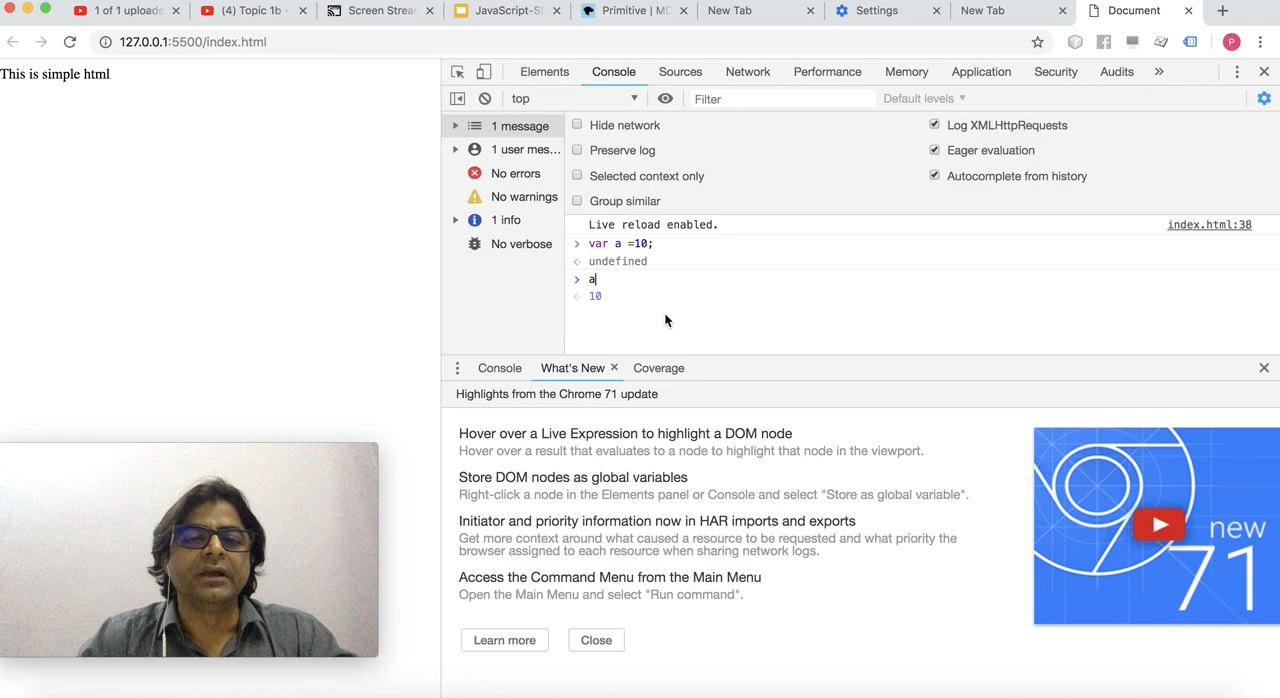 1 of 1 uploade
(4) Topic 1b -
Screen Strea
JavaScript-S
Primitive | MD
New Tab
Settings
New Tab
Document
127.0.0.1:5500/index.html
P
This is simple html
Elements Console Sources Network Performance Memory Application Security Audits »
top
Filter
Default levels ▼
1 message
1 user mes...
No errors
No warnings
1 info
No verbose
Hide network
Preserve log
Selected context only
Group similar
Log XMLHttpRequests
Eager evaluation
Autocomplete from history
Live reload enabled. index.html:38
> var a =10;
undefined
> a
10
Console What's New Coverage
Highlights from the Chrome 71 update
Hover over a Live Expression to highlight a DOM node
Hover over a result that evaluates to a node to highlight that node in the viewport.
Store DOM nodes as global variables
Right-click a node in the Elements panel or Console and select "Store as global variable".
Initiator and priority information now in HAR imports and exports
Get more context around what caused a resource to be requested and what priority the
browser assigned to each resource when sharing network logs.
Access the Command Menu from the Main Menu
Open the Main Menu and select "Run command".
Learn more Close
new
71